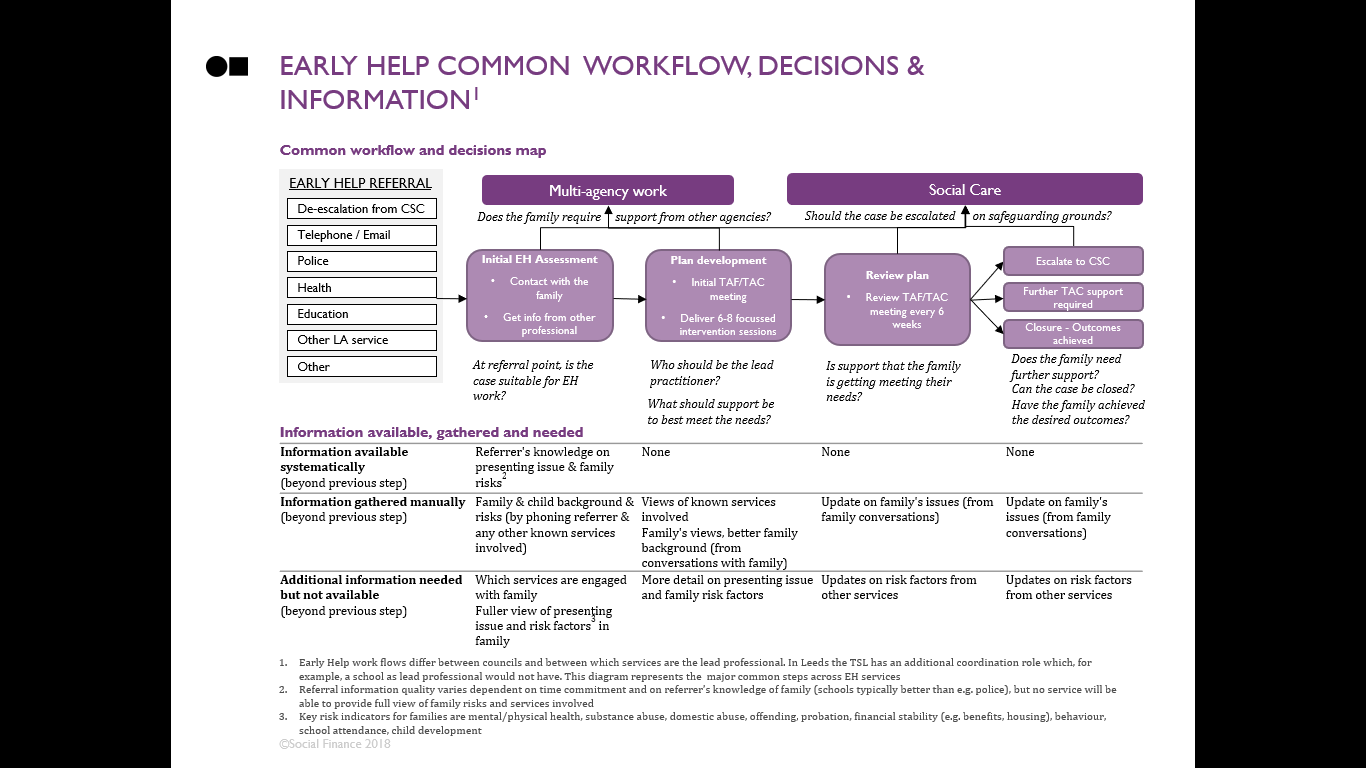 EARLY HELP COMMON WORKFLOW, DECISIONS &
INFORMATION1
Common workflow and decisions map
EARLY HELP REFERRAL
De-escalation from CSC
Telephone / Email
Police
Health
Education
Other LA service
Other
Multi-agency work
Social Care
Does the family require support from other agencies?
Should the case be escalated on safeguarding grounds?
Initial EH Assessment
• Contact with the
family
• Get info from other
professional
Plan development
• Initial TAF/TAC
meeting
• Deliver 6-8 focussed
intervention sessions
Review plan
• Review TAF/TAC
meeting every 6
weeks
Escalate to CSC
Further TAC support
required
Closure - Outcomes
achieved
At referral point, is the
case suitable for EH
work?
Who should be the lead
practitioner?
What should support be
to best meet the needs?
Is support that the family
is getting meeting their
needs?
Does the family need
further support?
Can the case be closed?
Have the family achieved
the desired outcomes?
Information available, gathered and needed
Information available
systematically
(beyond previous step)
Referrer's knowledge on
presenting issue & family
risks2
None
None
None
Information gathered manually
(beyond previous step)
Family & child background &
risks (by phoning referrer &
any other known services
involved)
Views of known services
involved
Family's views, better family
background (from
conversations with family)
Update on family's issues (from
family conversations)
Update on family's
issues (from family
conversations)
Additional information needed
but not available
(beyond previous step)
Which services are engaged
with family
Fuller view of presenting
issue and risk factors3 in
family
More detail on presenting issue
and family risk factors
Updates on risk factors from
other services
Updates on risk factors
from other services
1. Early Help work flows differ between councils and between which services are the lead professional. In Leeds the TSL has an additional coordination role which, for
example, a school as lead professional would not have. This diagram represents the major common steps across EH services
2. Referral information quality varies dependent on time commitment and on referrer's knowledge of family (schools typically better than e.g. police), but no service will be
able to provide full view of family risks and services involved
3. Key risk indicators for families are mental/physical health, substance abuse, domestic abuse, offending, probation, financial stability (e.g. benefits, housing), behaviour,
school attendance, child development
©Social Finance 2018